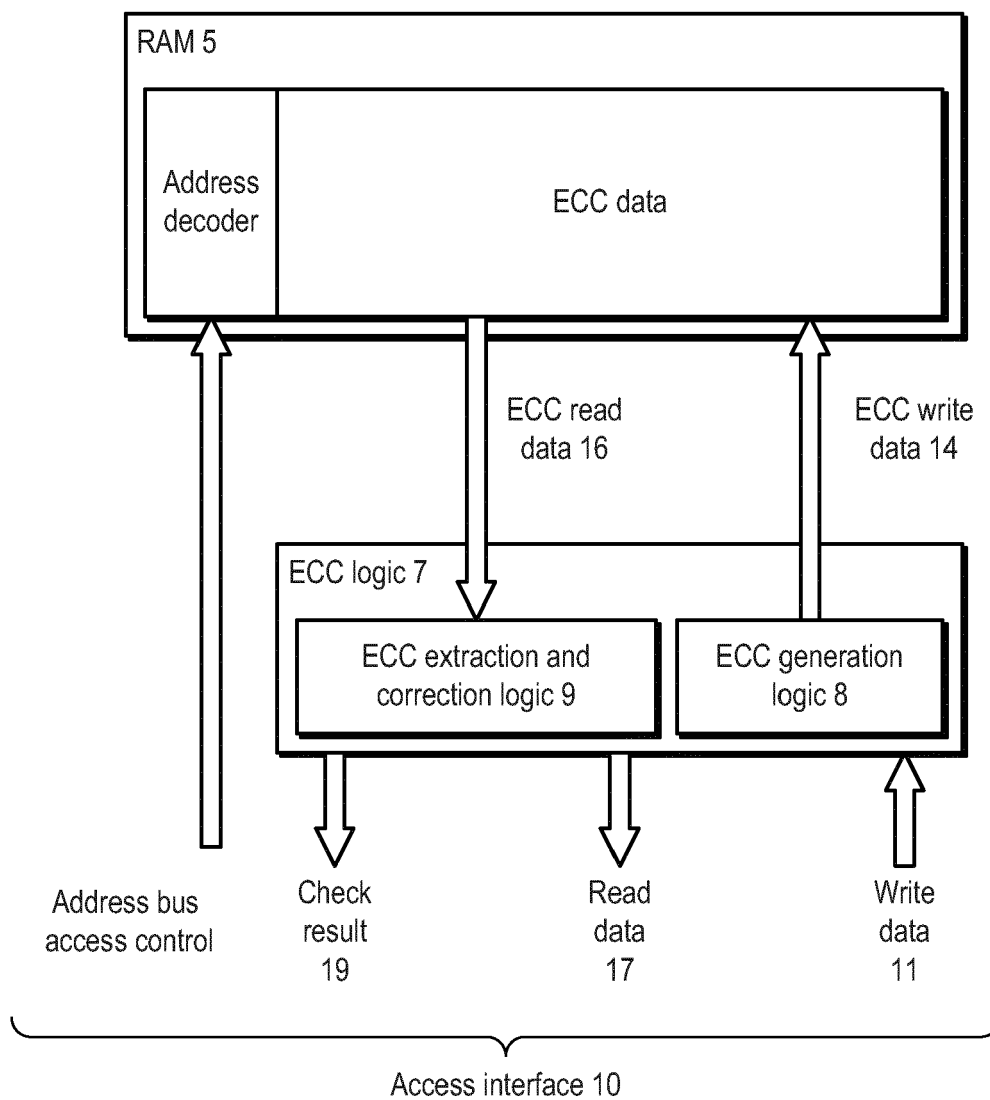 RAM 5
Address
decoder
ECC data
ECC read
data 16
ECC write
data 14
ECC logic 7
ECC extraction and
correction logic 9
ECC generation
logic 8
Address bus
access control
Check
result
19
Read
data
17
Write
data
11
Access interface 10